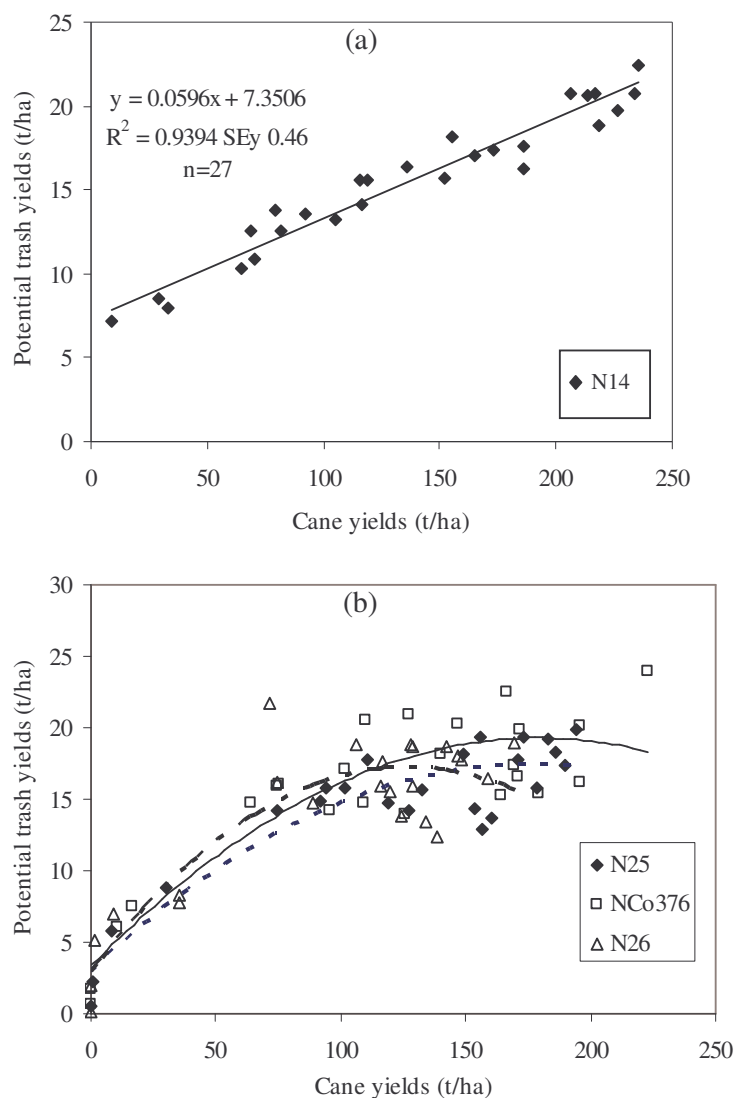 (a)
y = 0.0596x + 7.3506
R² = 0.9394 SEy 0.46
n=27
Potential trash yields (t/ha)
25
20
15
10
5
0
N14
0 50 100 150 200 250
Cane yields (t/ha)
(b)
Potential trash yields (t/ha)
30
25
20
15
10
5
0
N25
NCo376
N26
0 50 100 150 200 250
Cane yields (t/ha)